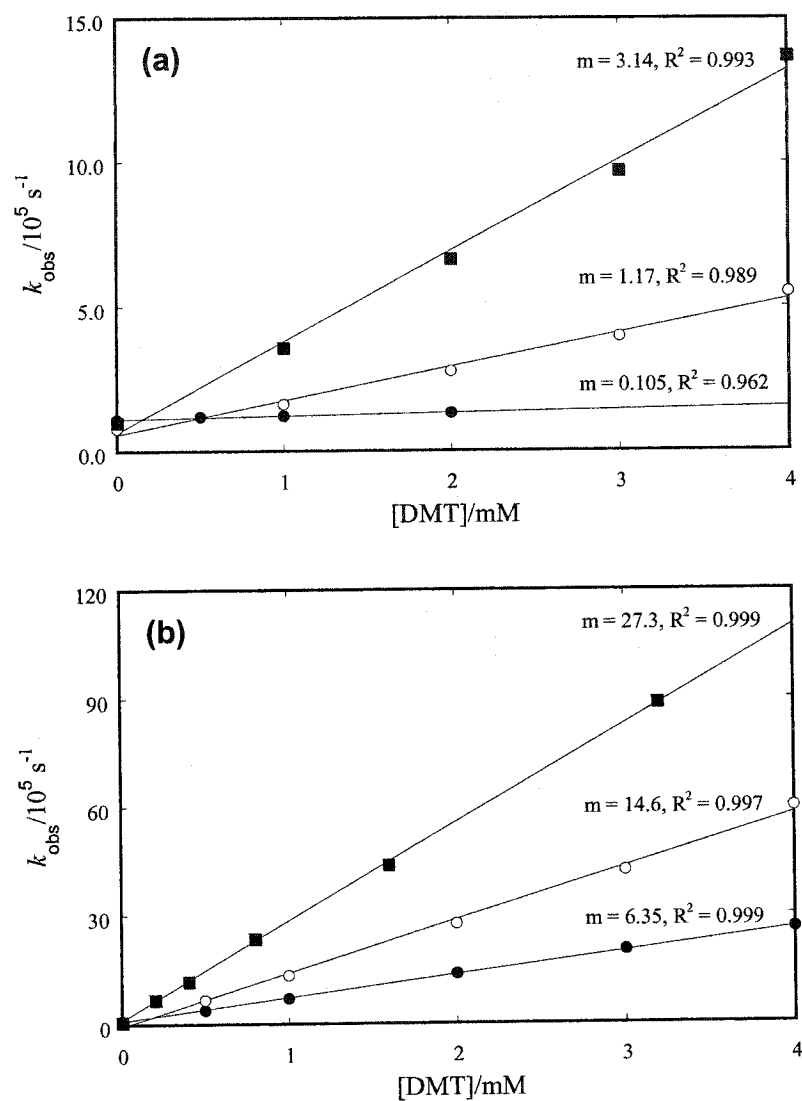 15.0
(a)
m = 3.14, R² = 0.993
10.0
k_obs/10⁵ s⁻¹
m = 1.17, R² = 0.989
5.0
m = 0.105, R² = 0.962
0.0
0 1 2 3 4
[DMT]/mM
120
(b)
m = 27.3, R² = 0.999
90
k_obs/10⁵ s⁻¹
60
m = 14.6, R² = 0.997
30
m = 6.35, R² = 0.999
0
0 1 2 3 4
[DMT]/mM